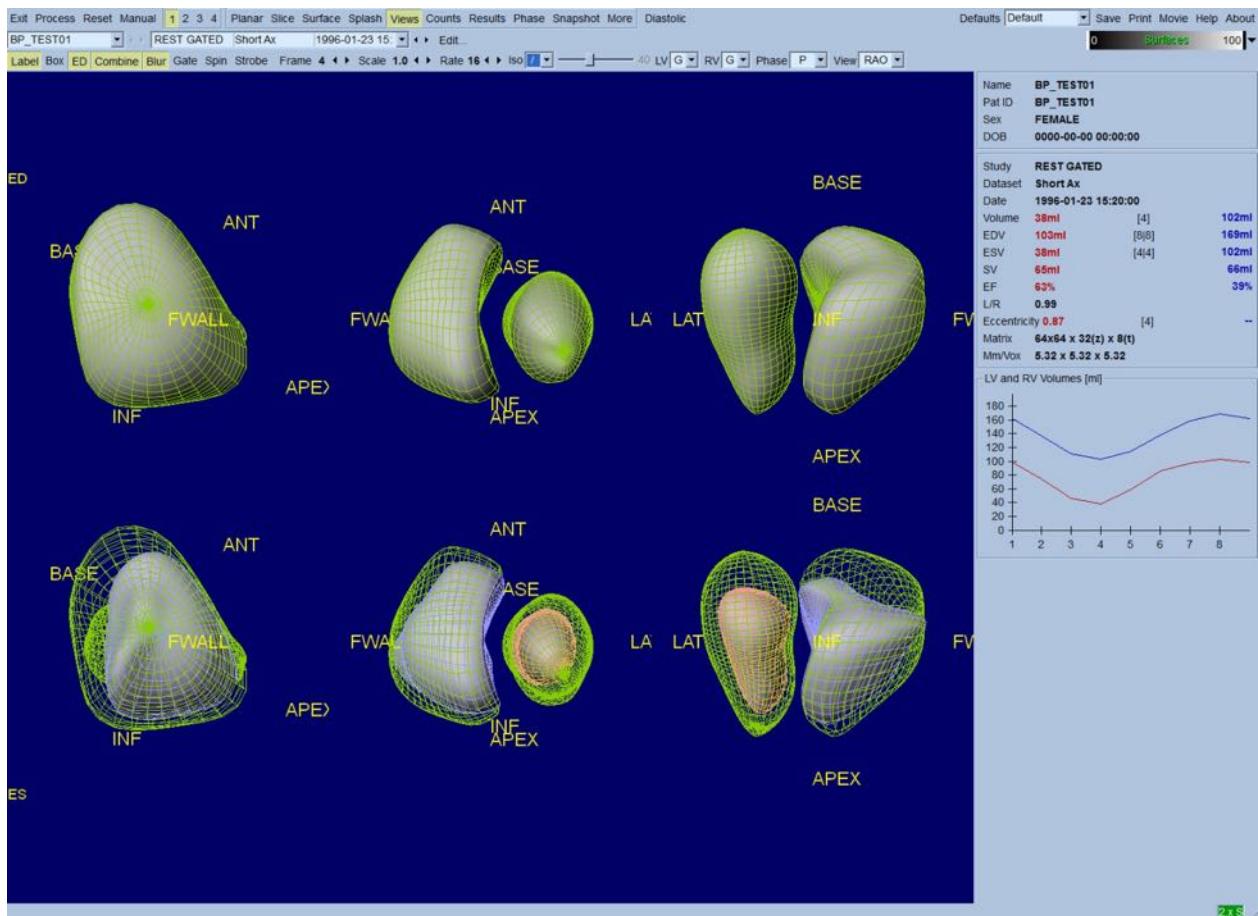 Exit Process Reset Manual 1 2 3 4 Planar Slice Surface Splash Views Counts Results Phase Snapshot More Diastolic Defaults Default Save Print Movie Help About
BP_TEST01 REST GATED Short Ax 1996-01-23 15: Edit... 0 Surfaces 100
Label Box ED Combine Blur Gate Spin Strobe Frame 4 Scale 1.0 Rate 16 Iso 40 LV G RV G Phase P View RAO
Name BP_TEST01
Pat ID BP_TEST01
Sex FEMALE
DOB 0000-00-00 00:00:00
Study REST GATED
Dataset Short Ax
Date 1996-01-23 15:20:00
Volume 38ml [4] 102ml
EDV 103ml [8|8] 169ml
ESV 38ml [4|4] 102ml
SV 65ml 66ml
EF 63% 39%
L/R 0.99
Eccentricity 0.87 [4] --
Matrix 64x64 x 32(z) x 8(t)
Mm/Vox 5.32 x 5.32 x 5.32
LV and RV Volumes [ml]
180
160
140
120
100
80
60
40
20
0
1 2 3 4 5 6 7 8
ED
BASE
ANT
ANT
BAS
BASE
FWALL
FWA
LA
LAT
INF
FW
APEX
INF
INF
APEX
APEX
BASE
ANT
ANT
BASE
ASE
FWALL
FWAL
LA
LAT
INF
FW
APEX
INF
INF
APEX
APEX
ES
2 x S